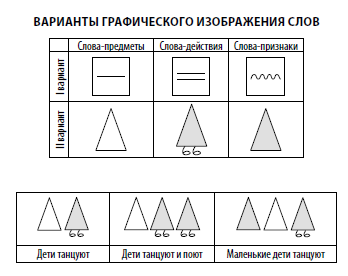 ВАРИАНТЫ ГРАФИЧЕСКОГО ИЗОБРАЖЕНИЯ СЛОВ
Слова-предметы Слова-действия Слова-признаки
I вариант
II вариант
Дети танцуют Дети танцуют и поют Маленькие дети танцуют